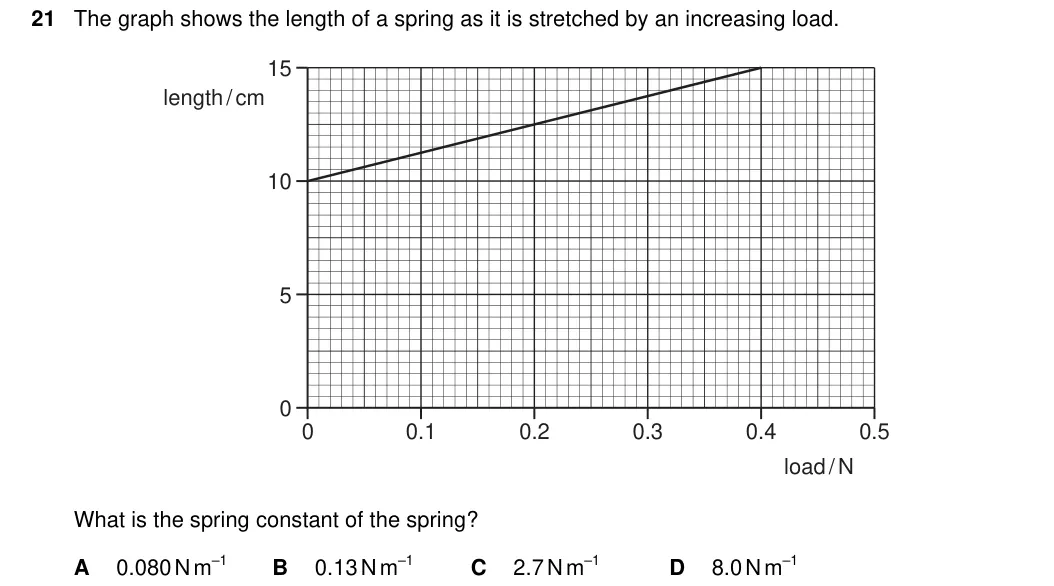 21 The graph shows the length of a spring as it is stretched by an increasing load.
15
length / cm
10
5
0
0 0.1 0.2 0.3 0.4 0.5
load / N
What is the spring constant of the spring?
A 0.080 N m⁻¹ B 0.13 N m⁻¹ C 2.7 N m⁻¹ D 8.0 N m⁻¹